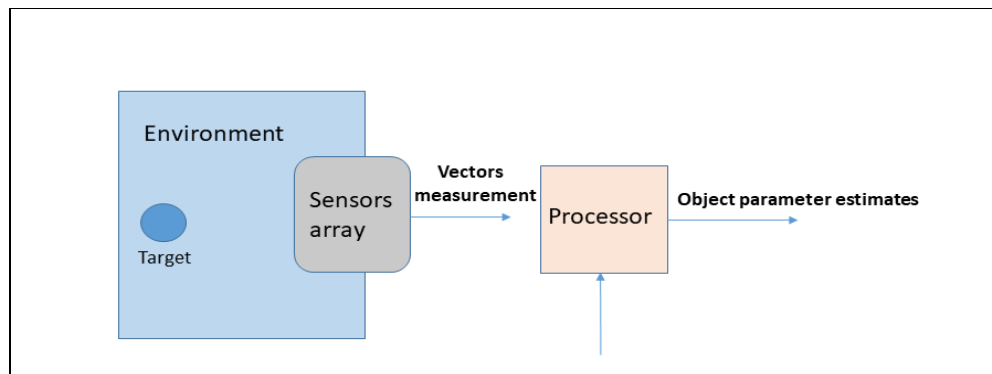 Environment
Sensors
array
Target
Vectors
measurement
Processor
Object parameter estimates